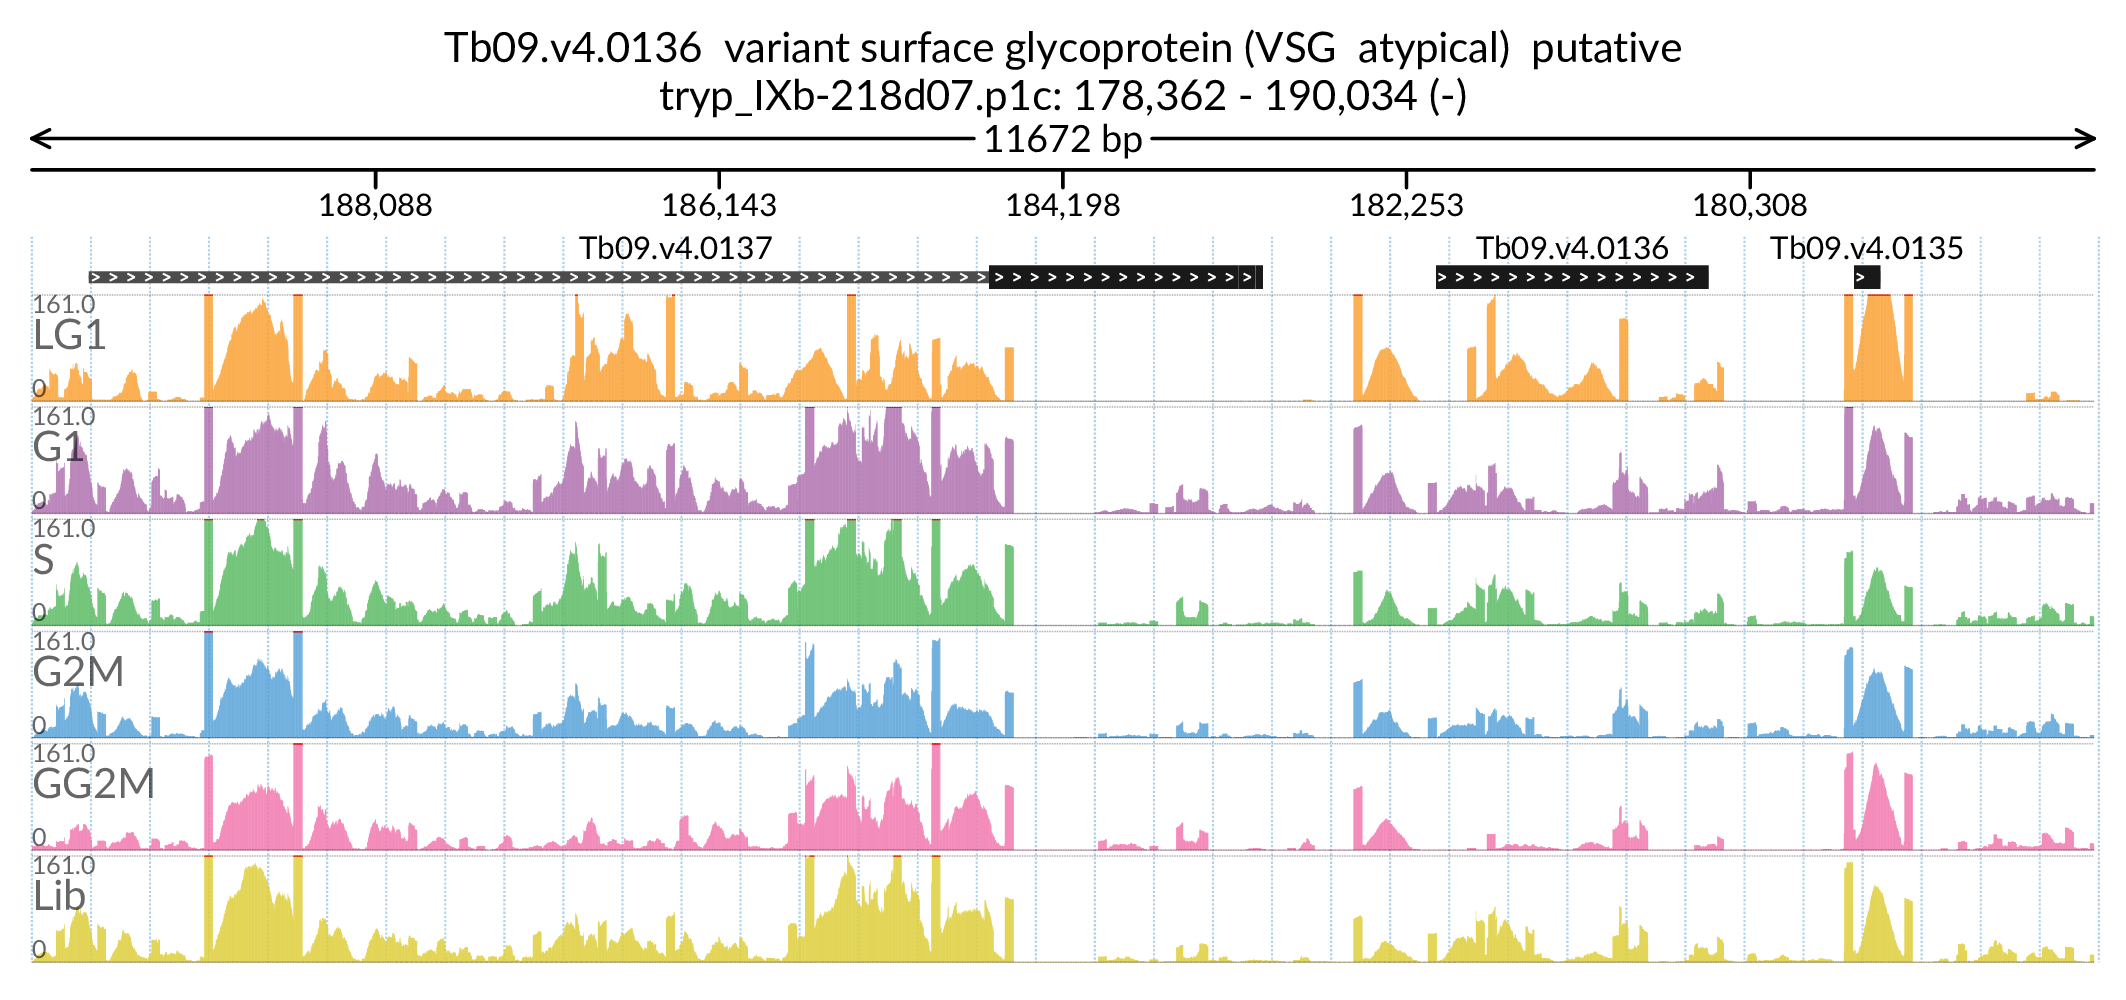 Tb09.v4.0136 variant surface glycoprotein (VSG atypical) putative
tryp_IXb-218d07.p1c: 178,362 - 190,034 (-)
11672 bp
188,088 186,143 184,198 182,253 180,308
Tb09.v4.0137 Tb09.v4.0136 Tb09.v4.0135
161.0
LG1
0
161.0
G1
0
161.0
S
0
161.0
G2M
0
161.0
GG2M
0
161.0
Lib
0